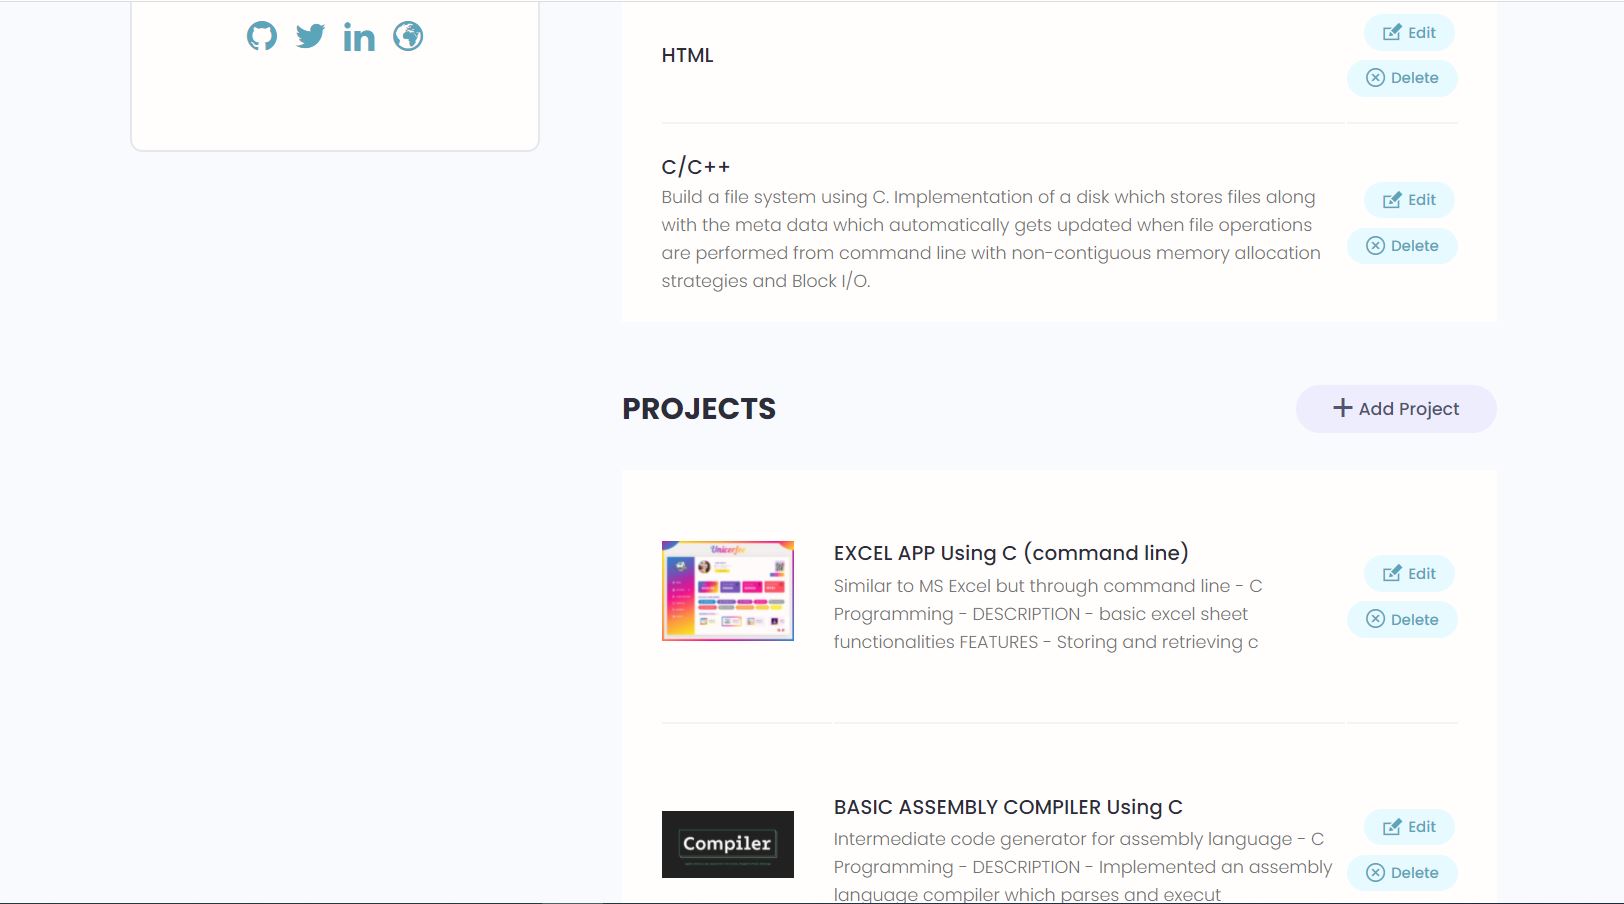 HTML
Edit
Delete
C/C++
Build a file system using C. Implementation of a disk which stores files along
with the meta data which automatically gets updated when file operations
are performed from command line with non-contiguous memory allocation
strategies and Block I/O.
Edit
Delete
PROJECTS
Add Project
Unicorfee
EXCEL APP Using C (command line)
Similar to MS Excel but through command line - C
Programming - DESCRIPTION - basic excel sheet
functionalities FEATURES - Storing and retrieving c
Edit
Delete
Compiler
BASIC ASSEMBLY COMPILER Using C
Intermediate code generator for assembly language - C
Programming - DESCRIPTION - Implemented an assembly
language compiler which parses and execut
Edit
Delete